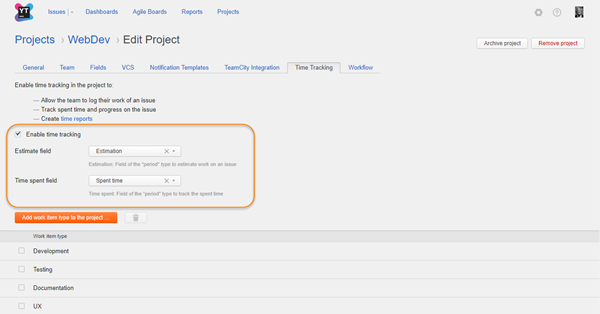 YT
Issues
Dashboards
Agile Boards
Reports
Projects
Projects › WebDev › Edit Project
Archive project
Remove project
General
Team
Fields
VCS
Notification Templates
TeamCity Integration
Time Tracking
Workflow
Enable time tracking in the project to:
— Allow the team to log their work of an issue
— Track spent time and progress on the issue
— Create time reports
Enable time tracking
Estimate field
Estimation
Estimation: Field of the "period" type to estimate work on an issue
Time spent field
Spent time
Time spent: Field of the "period" type to track the spent time
Add work item type to the project ...
Work item type
Development
Testing
Documentation
UX